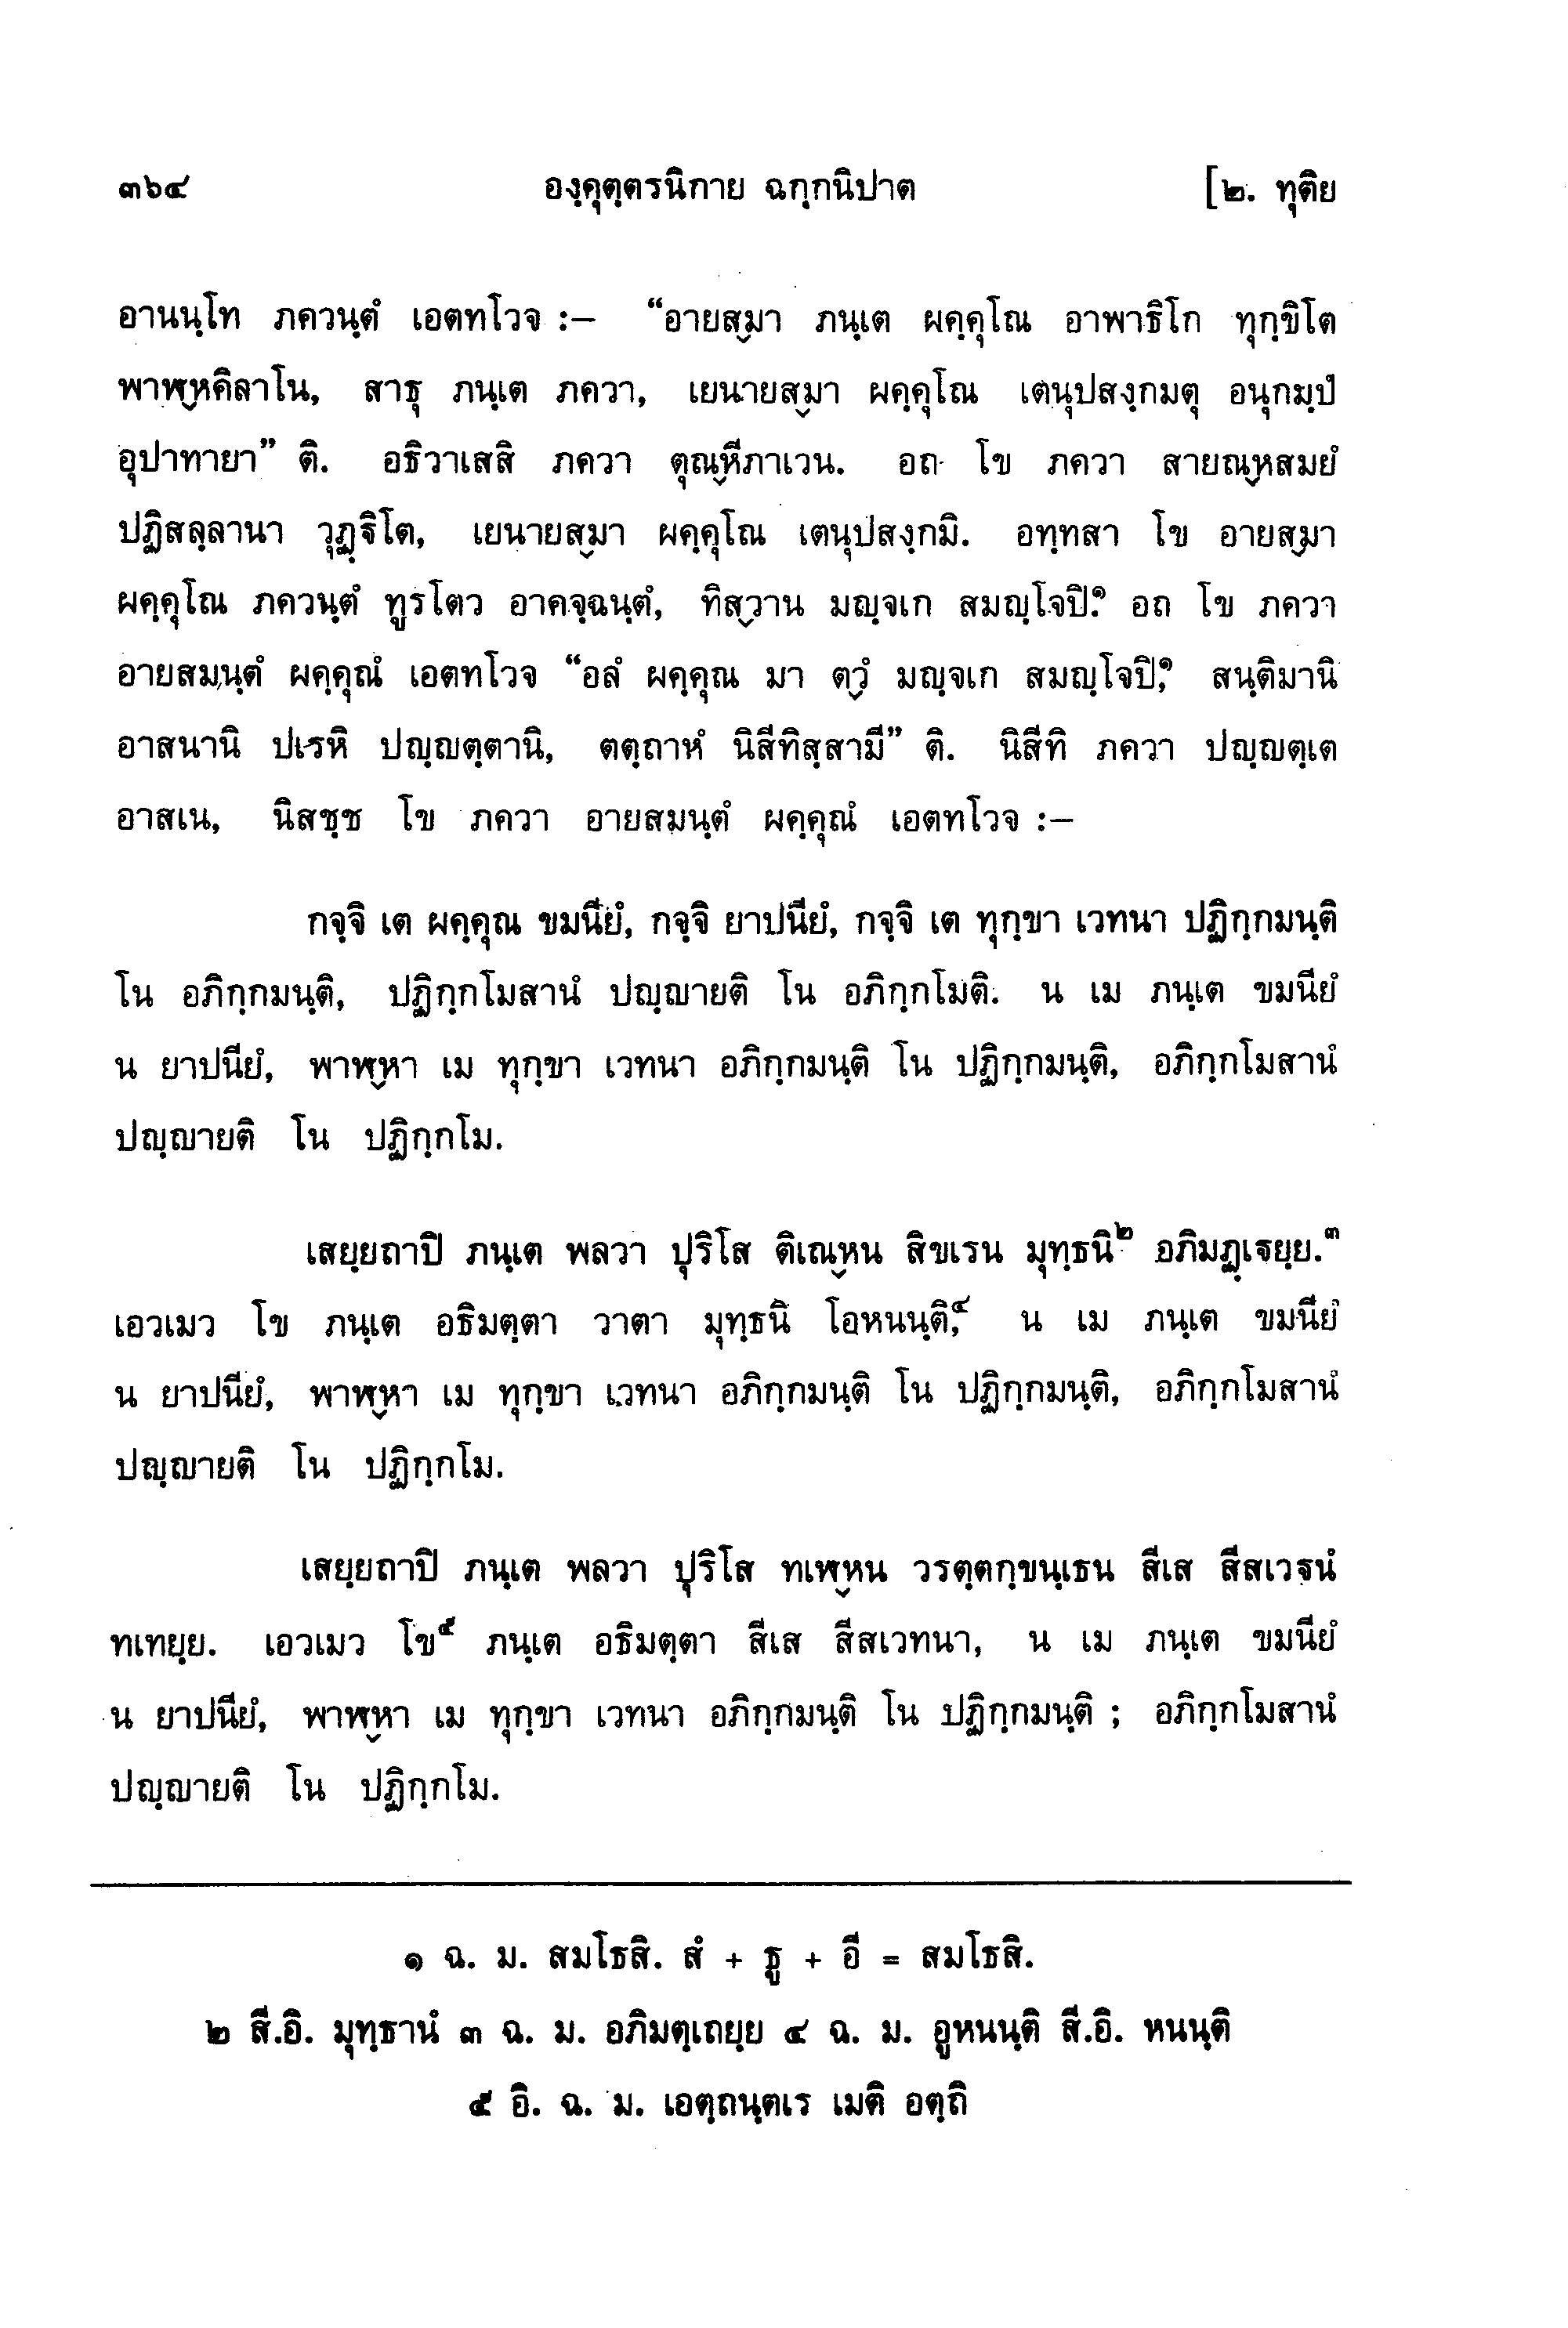 ๓๖๔ องฺคุตฺตรนิกาย ฉกฺกนิปาต [๒. ทุติย
อานนฺโท ภควนฺตํ เอตทโวจ :– “อายสฺมา ภนฺเต ผคฺคุโณ อาพาธิโก ทุกฺขิโต
พาฬฺหคิลาโน, สาธุ ภนฺเต ภควา, เยนายสฺมา ผคฺคุโณ เตนุปสงฺกมตุ อนุกมฺปํ
อุปาทายา” ติ. อธิวาเสสิ ภควา ตุณฺหีภาเวน. อถ โข ภควา สายณฺหสมยํ
ปฏิสลฺลานา วุฏฺฐิโต, เยนายสฺมา ผคฺคุโณ เตนุปสงฺกมิ. อทฺทสา โข อายสฺมา
ผคฺคุโณ ภควนฺตํ ทูรโตว อาคจฺฉนฺตํ, ทิสฺวาน มญฺจเก สมญฺโจปิ.๑ อถ โข ภควา
อายสมนฺตํ ผคฺคุณํ เอตทโวจ “อลํ ผคฺคุณ มา ตฺวํ มญฺจเก สมญฺโจปิ,๑ สนฺติมานิ
อาสนานิ ปเรหิ ปญฺญตฺตานิ, ตตฺถาหํ นิสีทิสฺสามี” ติ. นิสีทิ ภควา ปญฺญตฺเต
อาสเน, นิสชฺช โข ภควา อายสมนฺตํ ผคฺคุณํ เอตทโวจ :–
กจฺจิ เต ผคฺคุณ ขมนียํ, กจฺจิ ยาปนียํ, กจฺจิ เต ทุกฺขา เวทนา ปฏิกฺกมนฺติ
โน อภิกฺกมนฺติ, ปฏิกฺกโมสานํ ปญฺญายติ โน อภิกฺกโมติ. น เม ภนฺเต ขมนียํ
น ยาปนียํ, พาฬฺหา เม ทุกฺขา เวทนา อภิกฺกมนฺติ โน ปฏิกฺกมนฺติ, อภิกฺกโมสานํ
ปญฺญายติ โน ปฏิกฺกโม.
เสยฺยถาปิ ภนฺเต พลวา ปุริโส ติเณฺหน สิขเรน มุทฺธนิ๒ อภิมฏฺเฐยฺย.๓
เอวเมว โข ภนฺเต อธิมตฺตา วาตา มุทฺธนิ โอหนนฺติ,๔ น เม ภนฺเต ขมนียํ
น ยาปนียํ, พาฬฺหา เม ทุกฺขา เวทนา อภิกฺกมนฺติ โน ปฏิกฺกมนฺติ, อภิกฺกโมสานํ
ปญฺญายติ โน ปฏิกฺกโม.
เสยฺยถาปิ ภนฺเต พลวา ปุริโส ทเฬฺหน วรตฺตกฺขนฺเธน สีเส สีสเวฐนํ
ทเทยฺย. เอวเมว โข๕ ภนฺเต อธิมตฺตา สีเส สีสเวทนา, น เม ภนฺเต ขมนียํ
น ยาปนียํ, พาฬฺหา เม ทุกฺขา เวทนา อภิกฺกมนฺติ โน ปฏิกฺกมนฺติ ; อภิกฺกโมสานํ
ปญฺญายติ โน ปฏิกฺกโม.
๑ ฉ. ม. สมโธสิ. สํ + ธู + อี = สมโธสิ.
๒ สี.อิ. มุทฺธานํ ๓ ฉ. ม. อภิมตฺเถยฺย ๔ ฉ. ม. อูหนนฺติ สี.อิ. หนนฺติ
๕ อิ. ฉ. ม. เอตฺถนฺตเร เมติ อตฺถิ